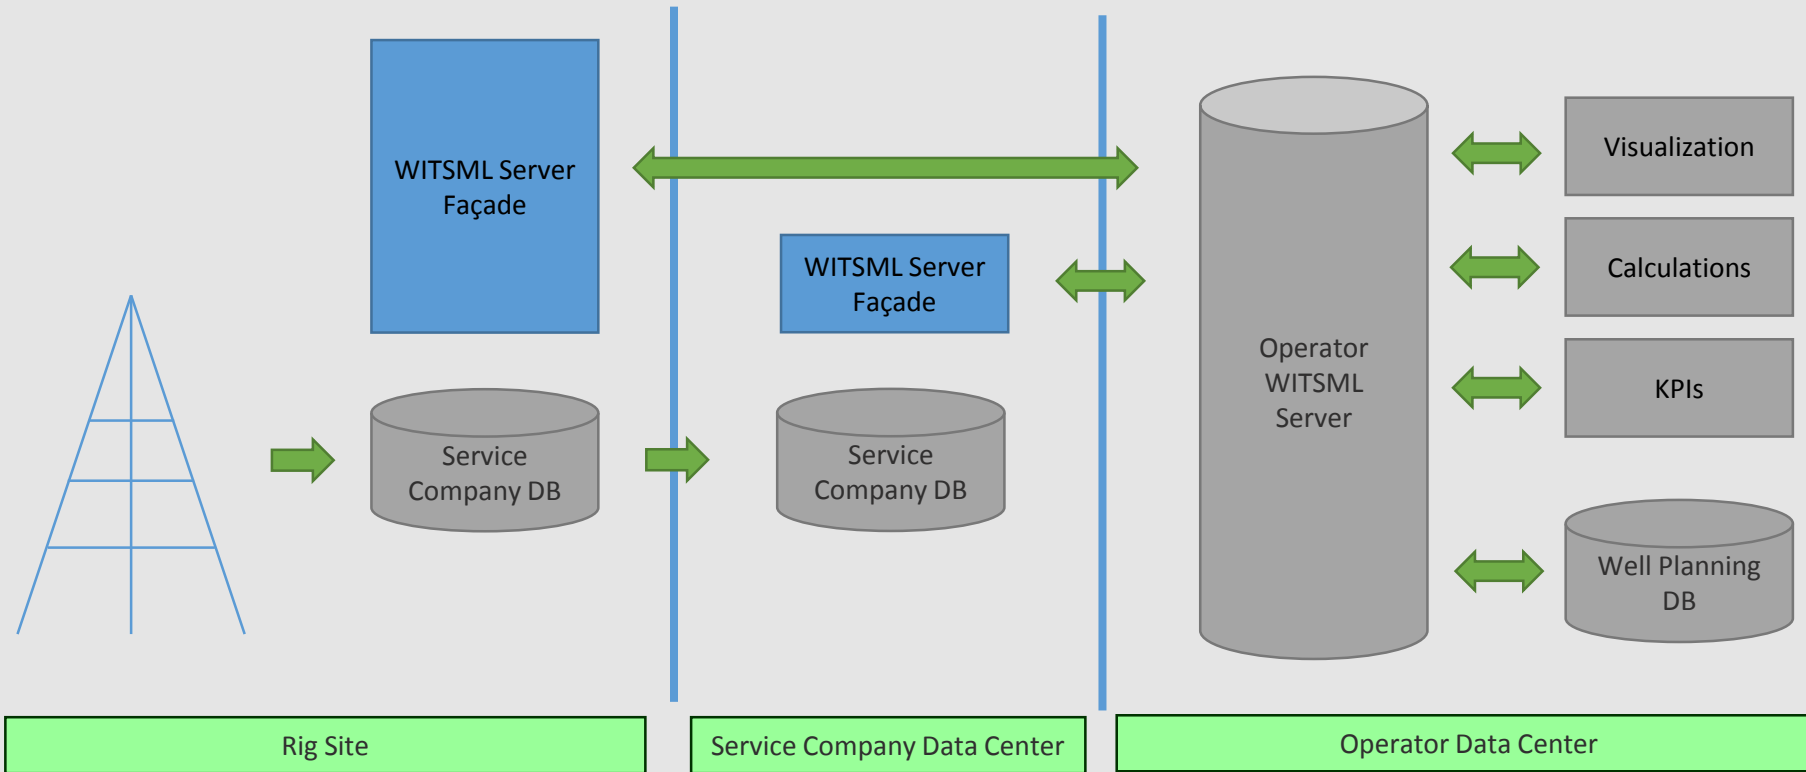 WITSML Server
Façade
Service
Company DB
WITSML Server
Façade
Service
Company DB
Operator
WITSML
Server
Visualization
Calculations
KPIs
Well Planning
DB
Rig Site
Service Company Data Center
Operator Data Center